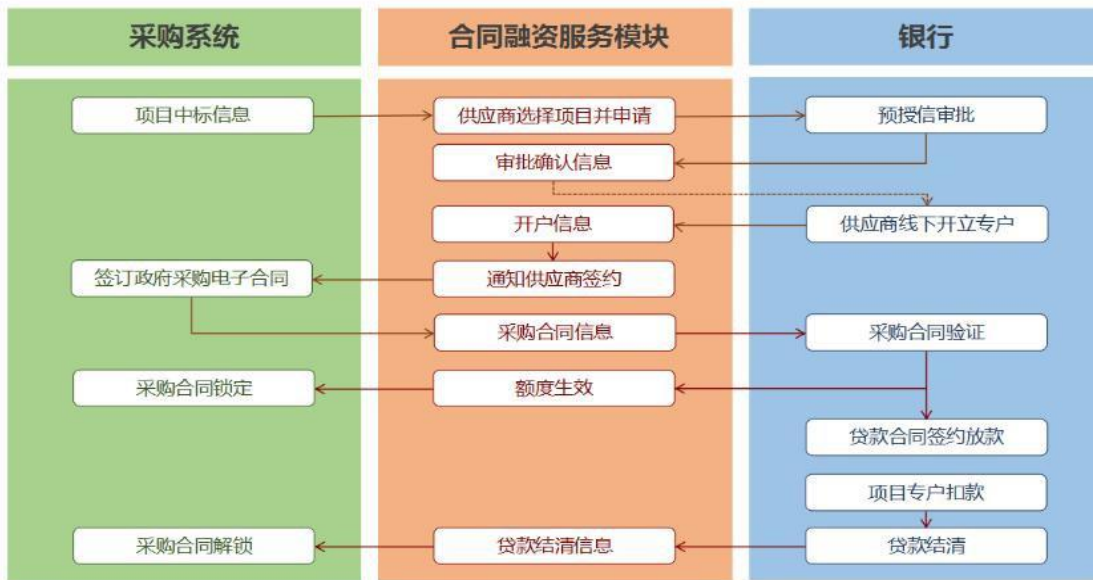 采购系统
合同融资服务模块
银行
项目中标信息
供应商选择项目并申请
预授信审批
审批确认信息
开户信息
供应商线下开立专户
签订政府采购电子合同
通知供应商签约
采购合同信息
采购合同验证
采购合同锁定
额度生效
贷款合同签约放款
项目专户扣款
采购合同解锁
贷款结清信息
贷款结清